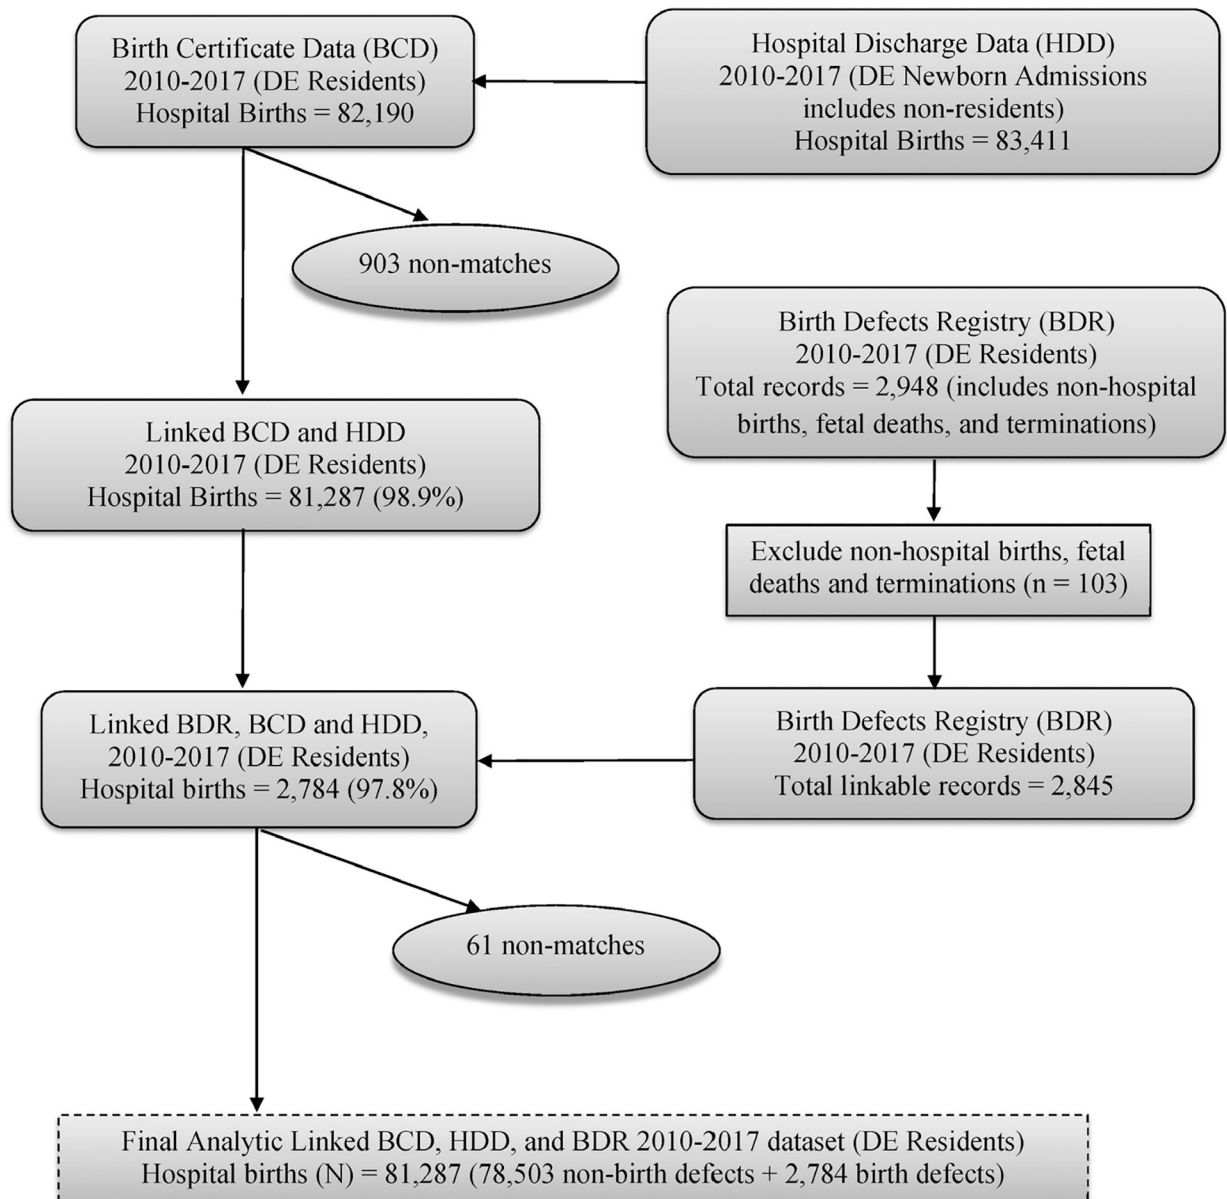 Birth Certificate Data (BCD)
2010-2017 (DE Residents)
Hospital Births = 82,190
Hospital Discharge Data (HDD)
2010-2017 (DE Newborn Admissions
includes non-residents)
Hospital Births = 83,411
903 non-matches
Birth Defects Registry (BDR)
2010-2017 (DE Residents)
Total records = 2,948 (includes non-hospital
births, fetal deaths, and terminations)
Linked BCD and HDD
2010-2017 (DE Residents)
Hospital Births = 81,287 (98.9%)
Exclude non-hospital births, fetal
deaths and terminations (n = 103)
Linked BDR, BCD and HDD,
2010-2017 (DE Residents)
Hospital births = 2,784 (97.8%)
Birth Defects Registry (BDR)
2010-2017 (DE Residents)
Total linkable records = 2,845
61 non-matches
Final Analytic Linked BCD, HDD, and BDR 2010-2017 dataset (DE Residents)
Hospital births (N) = 81,287 (78,503 non-birth defects + 2,784 birth defects)